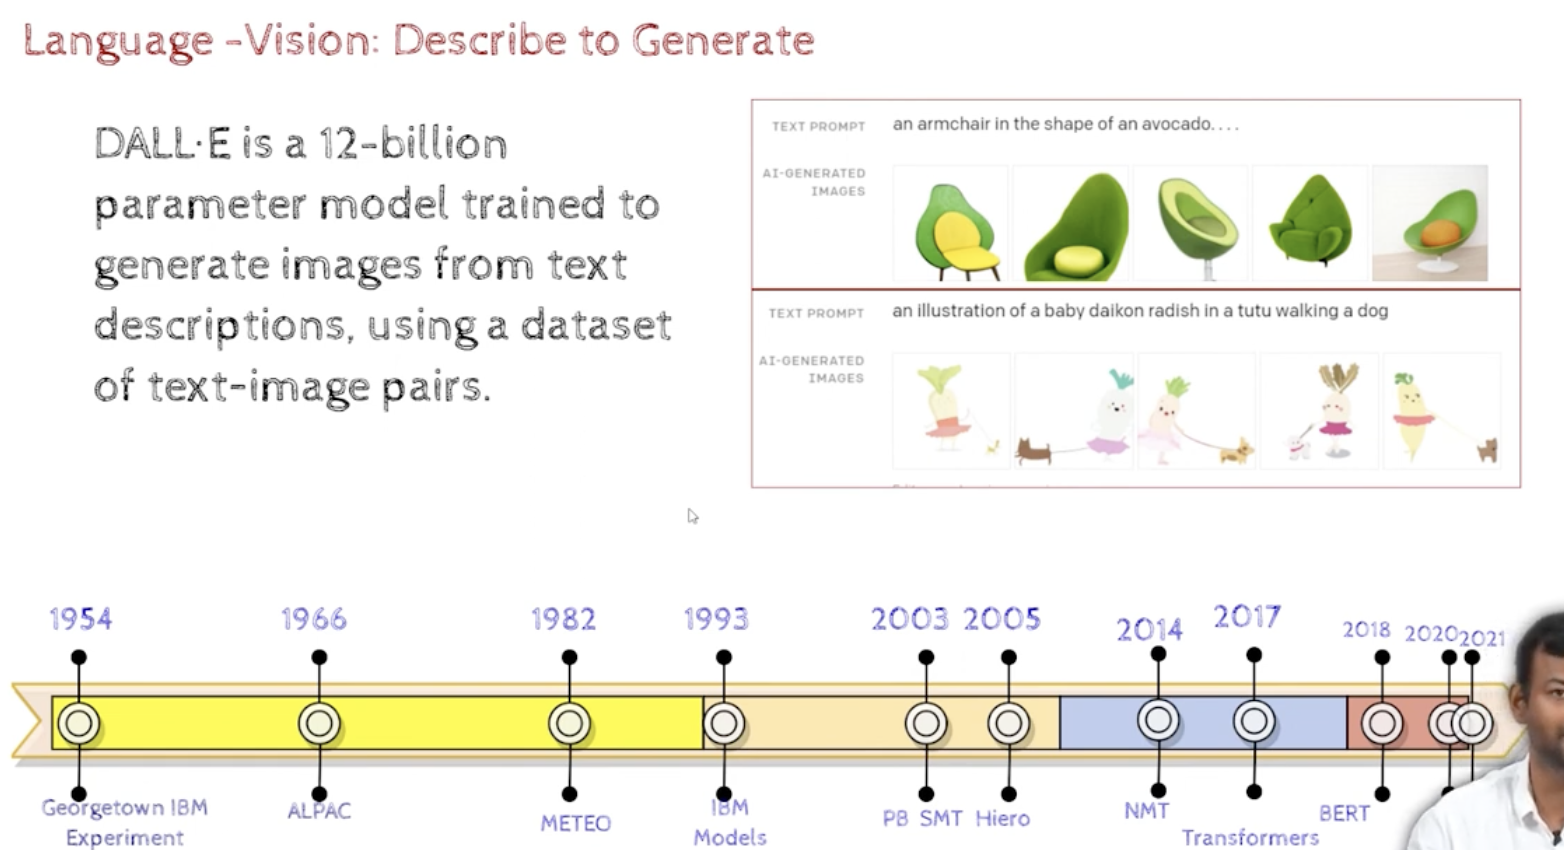 Language -Vision: Describe to Generate
DALL·E is a 12-billion
parameter model trained to
generate images from text
descriptions, using a dataset
of text-image pairs.
TEXT PROMPT
an armchair in the shape of an avocado. . . .
AI-GENERATED
IMAGES
TEXT PROMPT
an illustration of a baby daikon radish in a tutu walking a dog
AI-GENERATED
IMAGES
1954 1966 1982 1993 2003 2005 2014 2017 2018 2020 2021
Georgetown IBM
Experiment
ALPAC
METEO
IBM
Models
PB SMT
Hiero
NMT
Transformers
BERT